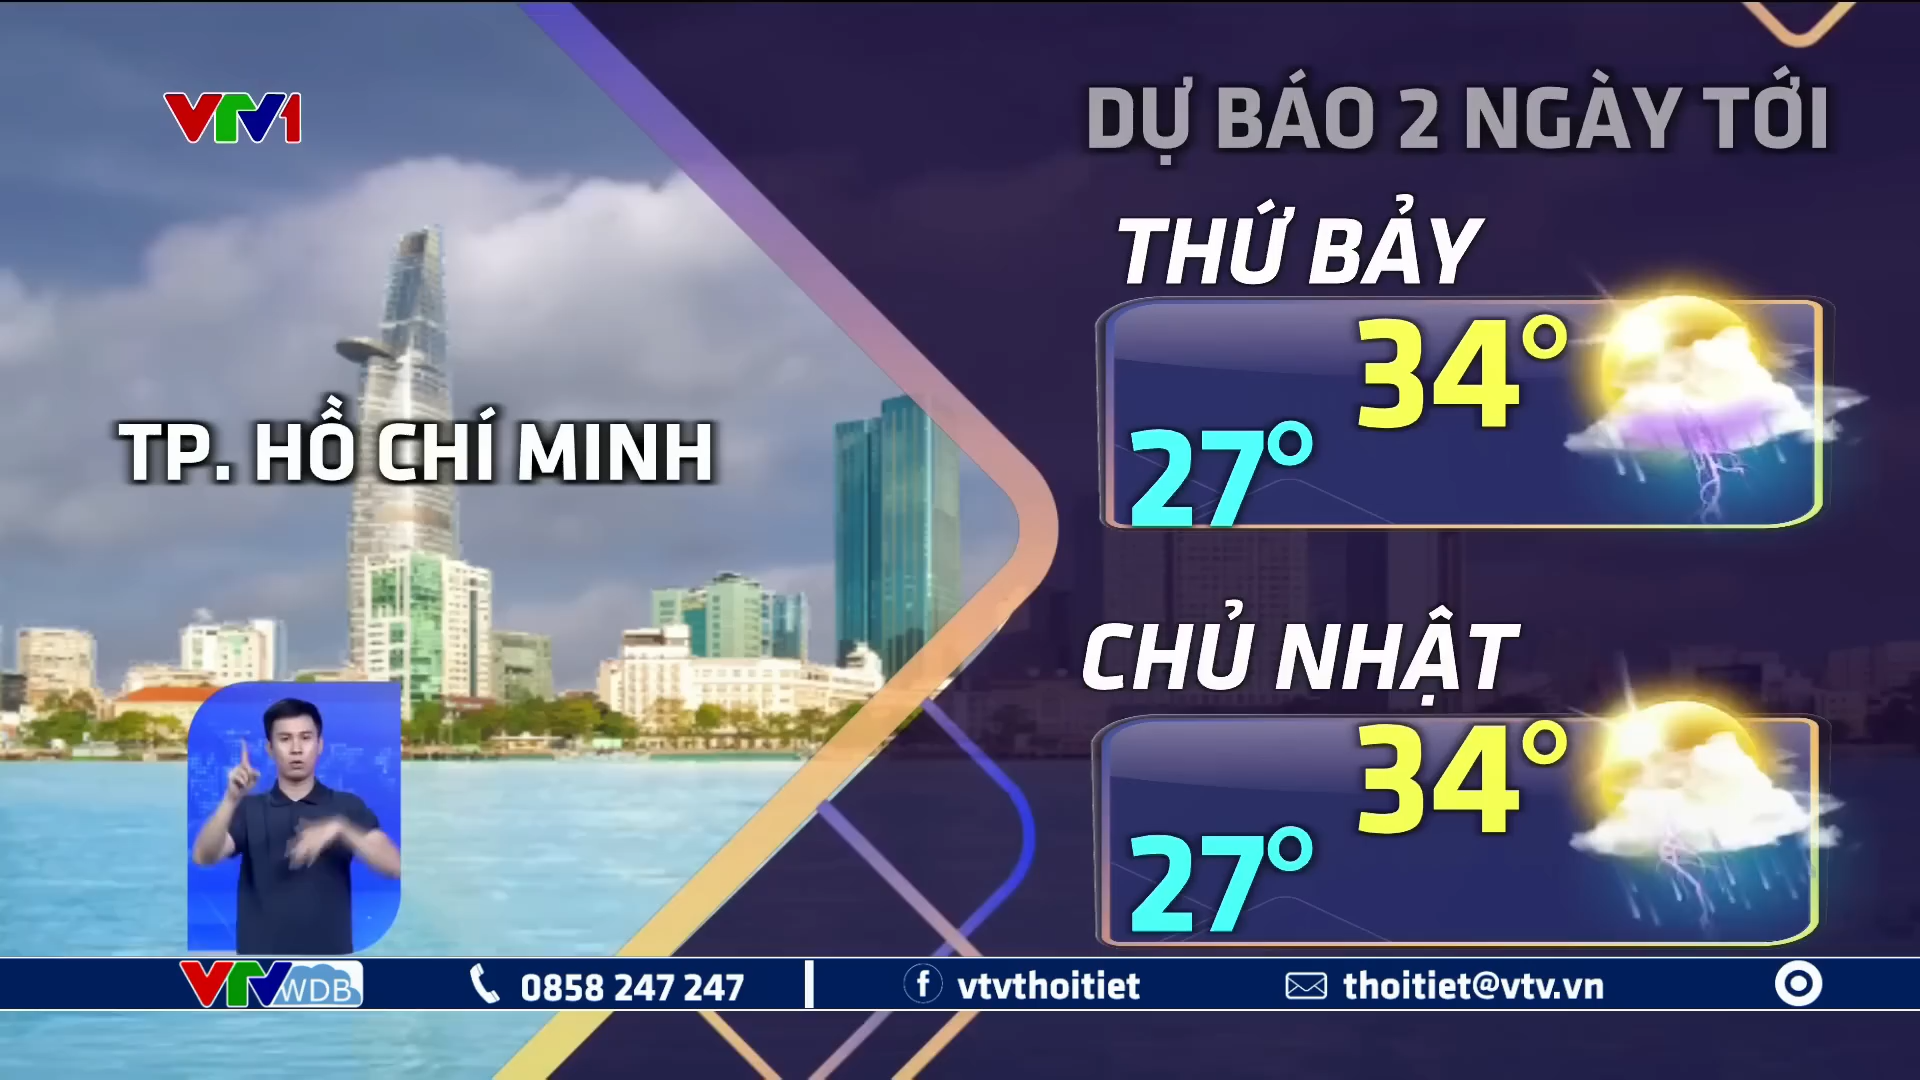 VTV1
DỰ BÁO 2 NGÀY TỚI
THỨ BẢY
34°
27°
TP. HỒ CHÍ MINH
CHỦ NHẬT
34°
27°
VTV WDB
0858 247 247
vtvthoitiet
thoitiet@vtv.vn